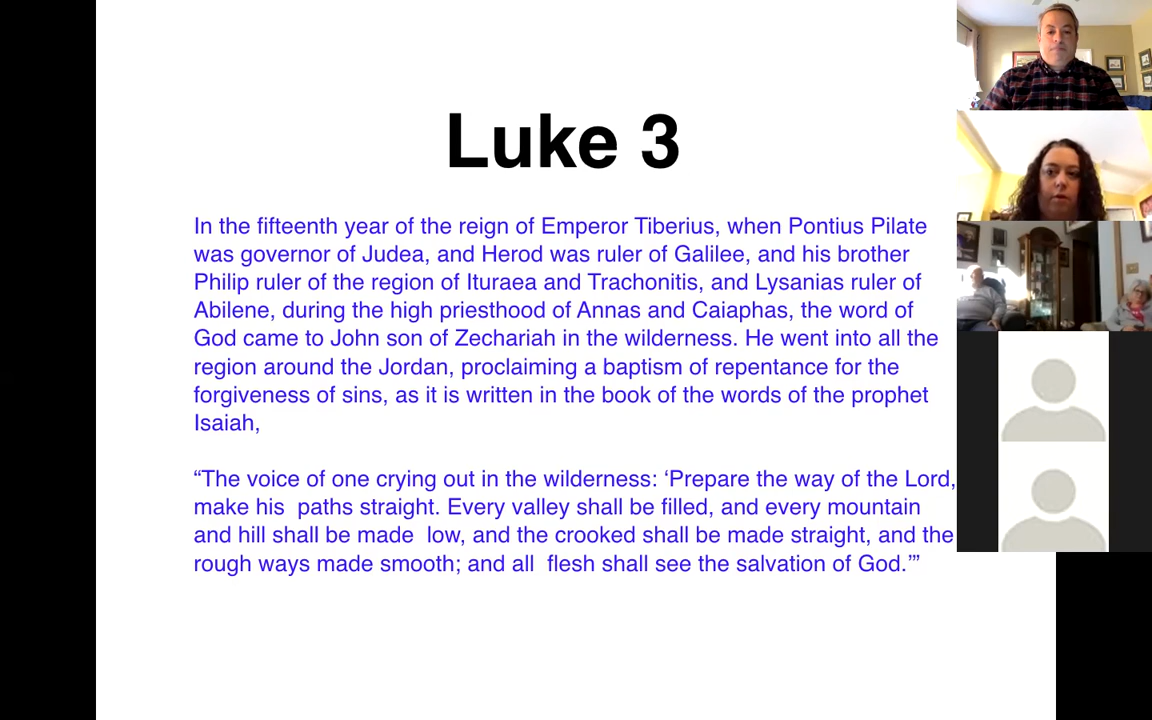 Luke 3
In the fifteenth year of the reign of Emperor Tiberius, when Pontius Pilate
was governor of Judea, and Herod was ruler of Galilee, and his brother
Philip ruler of the region of Ituraea and Trachonitis, and Lysanias ruler of
Abilene, during the high priesthood of Annas and Caiaphas, the word of
God came to John son of Zechariah in the wilderness. He went into all the
region around the Jordan, proclaiming a baptism of repentance for the
forgiveness of sins, as it is written in the book of the words of the prophet
Isaiah,
“The voice of one crying out in the wilderness: ‘Prepare the way of the Lord,
make his  paths straight. Every valley shall be filled, and every mountain
and hill shall be made  low, and the crooked shall be made straight, and the
rough ways made smooth; and all  flesh shall see the salvation of God.’”